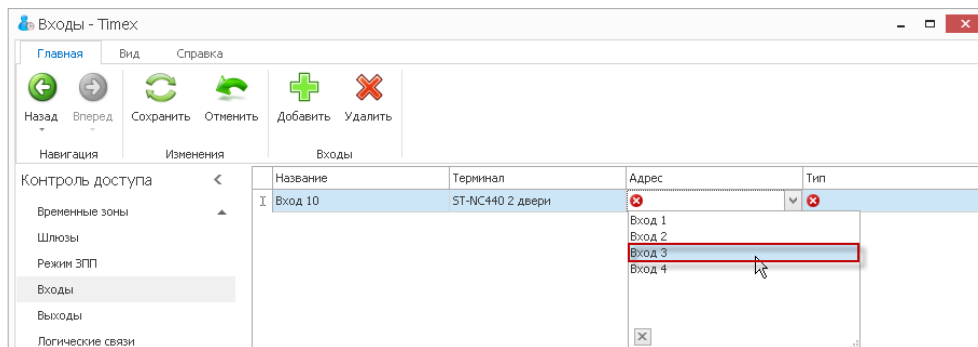 Входы - Timex
Главная Вид Справка
Назад Вперед Сохранить Отменить Добавить Удалить
Навигация Изменения Входы
Контроль доступа
Название Терминал Адрес Тип
Вход 10 ST-NC440 2 двери
Временные зоны
Вход 1
Шлюзы
Вход 2
Режим ЗПП
Вход 3
Вход 4
Входы
Выходы
Логические связи